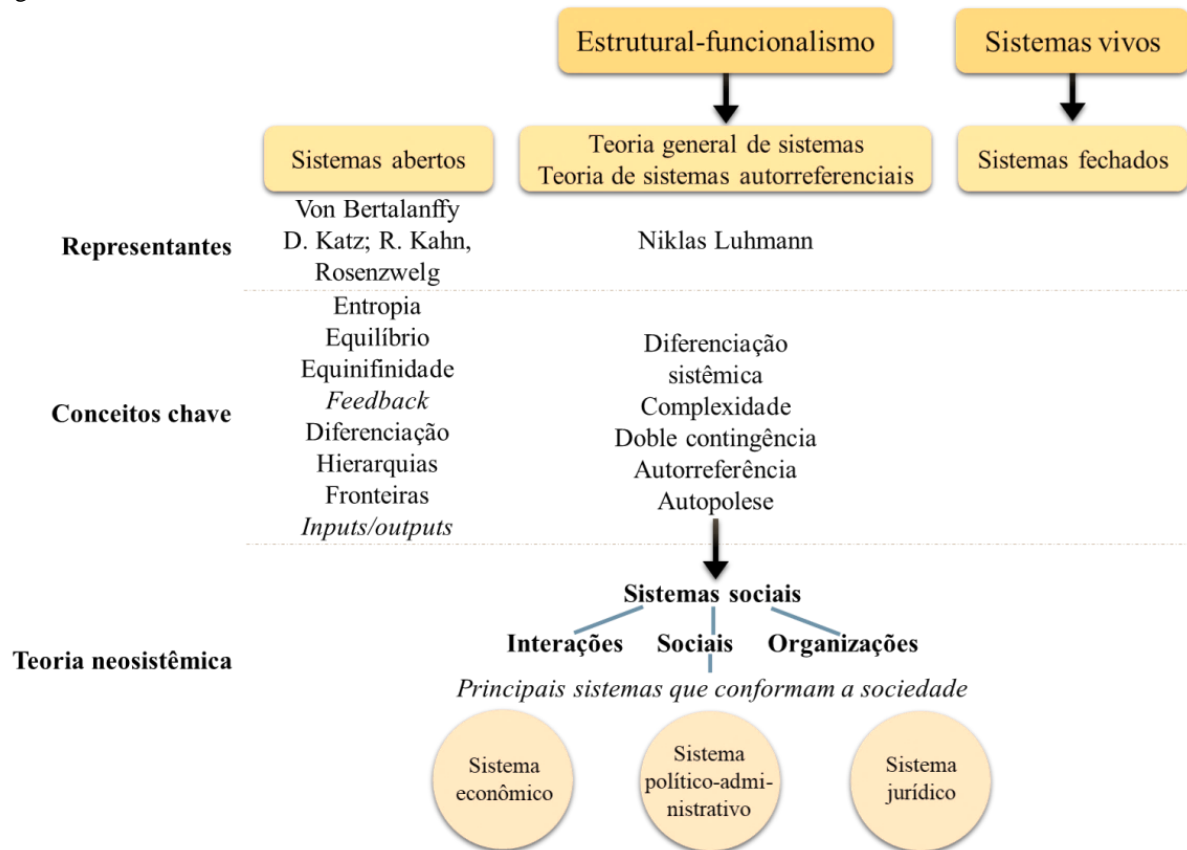 Estrutural-funcionalismo
Sistemas vivos
Sistemas abertos
Teoria general de sistemas
Teoria de sistemas autorreferenciais
Sistemas fechados
Representantes
Von Bertalanffy
D. Katz; R. Kahn,
Rosenzwelg
Niklas Luhmann
Conceitos chave
Entropia
Equilíbrio
Equinifinidade
Feedback
Diferenciação
Hierarquias
Fronteiras
Inputs/outputs
Diferenciação
sistêmica
Complexidade
Doble contingência
Autorreferência
Autopolese
Teoria neosistêmica
Sistemas sociais
Interações Sociais Organizações
Principais sistemas que conformam a sociedade
Sistema
econômico
Sistema
político-admi-
nistrativo
Sistema
jurídico